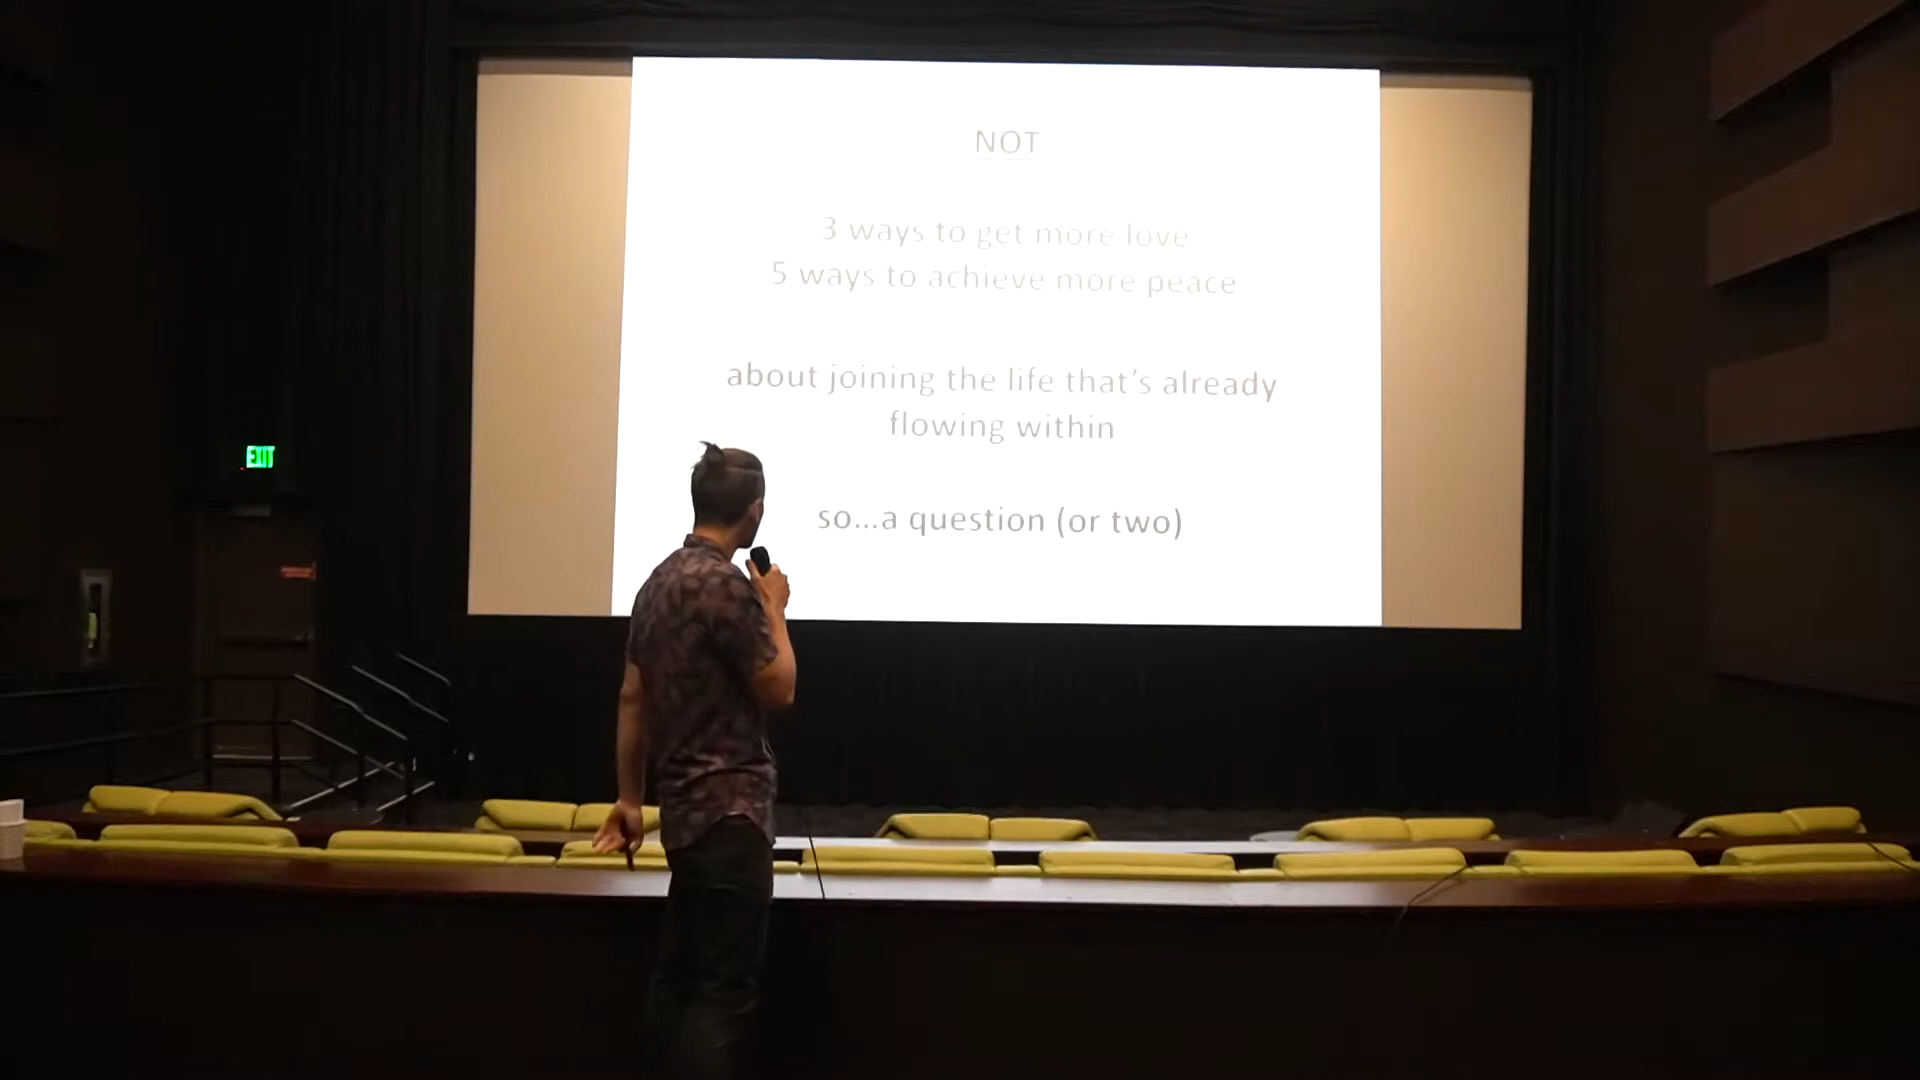 NOT
3 ways to get more love
5 ways to achieve more peace
about joining the life that's already
flowing within
so...a question (or two)
EXIT